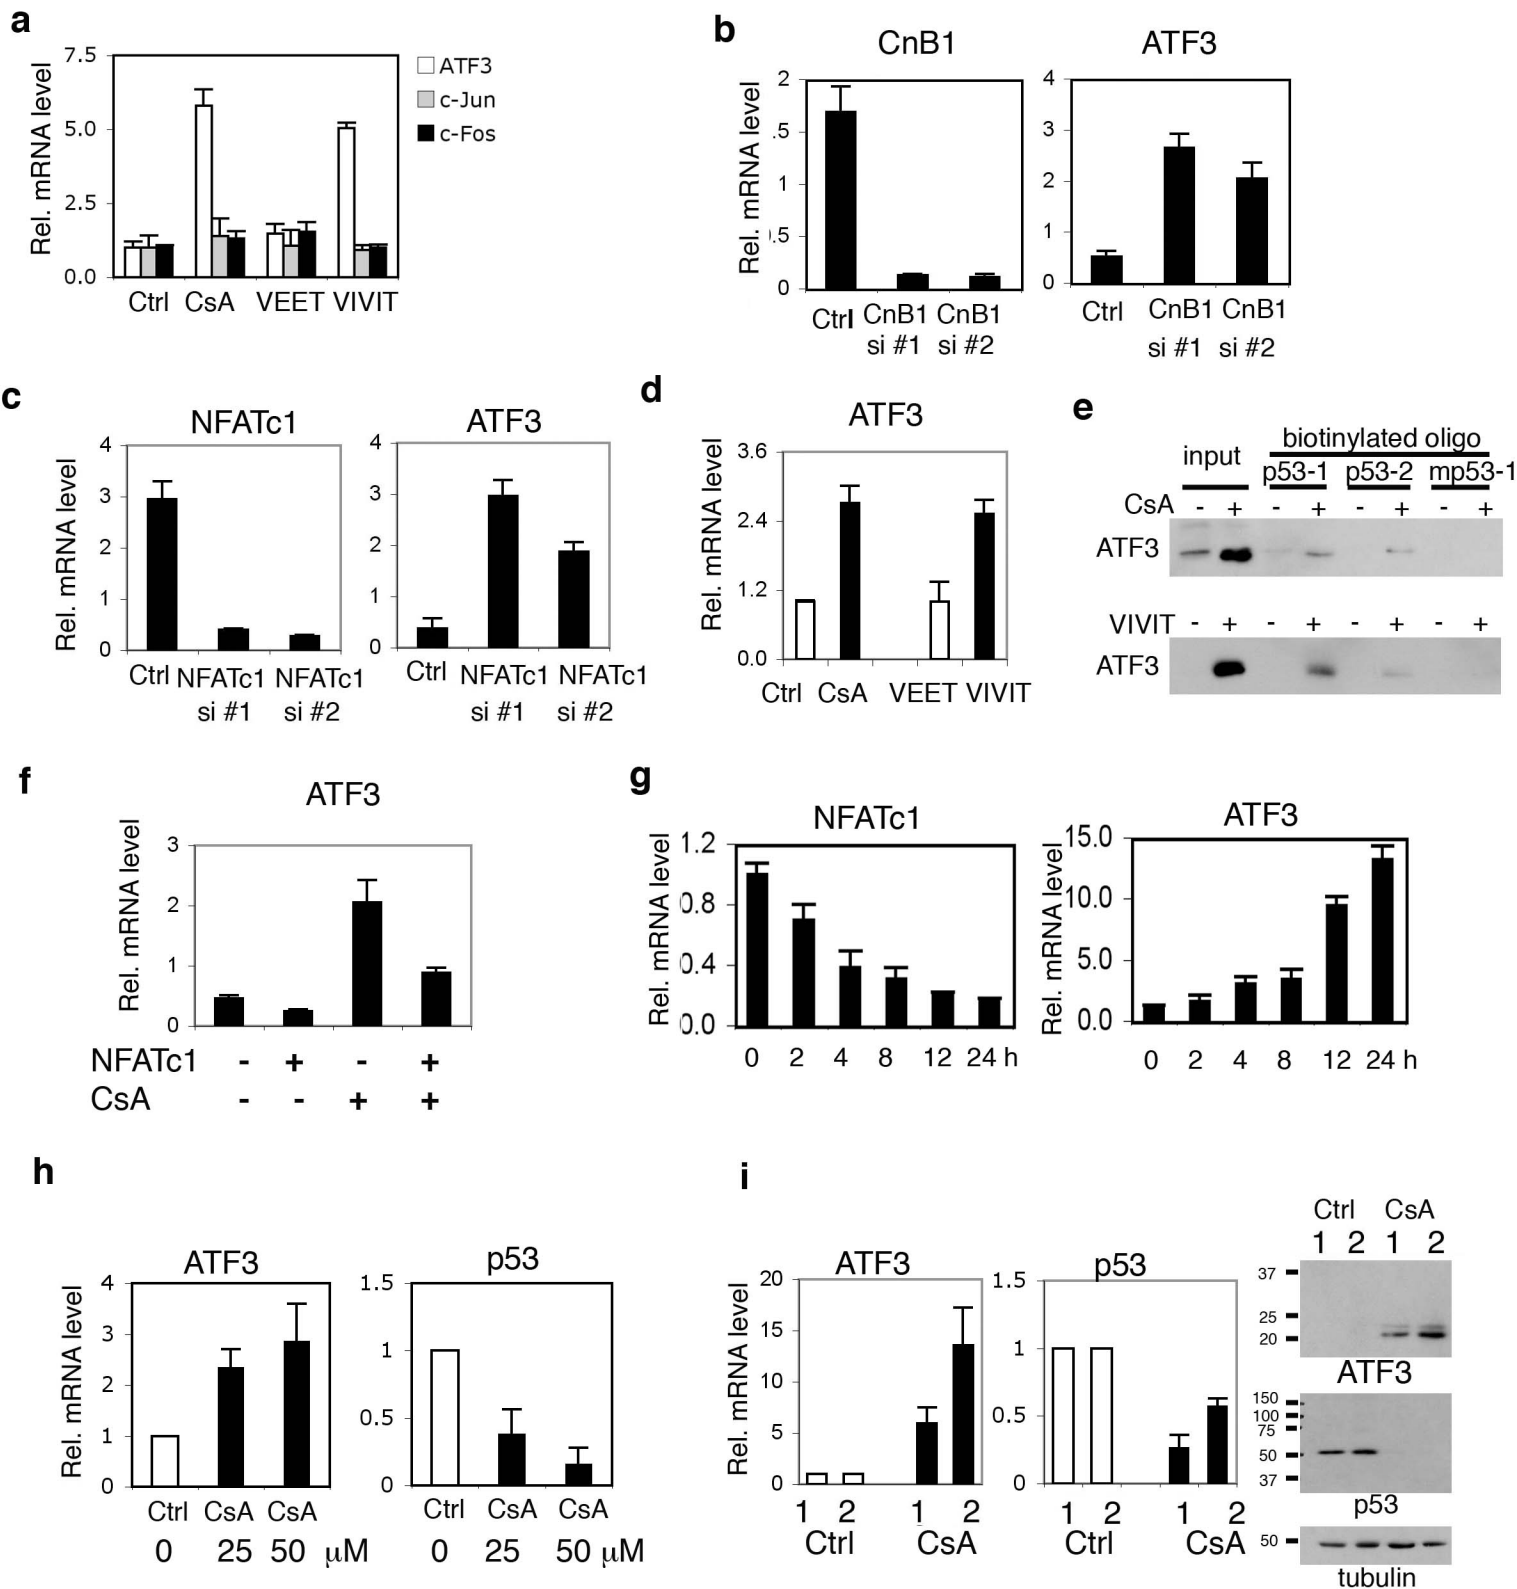 a
Rel. mRNA level
7.5
5.0
2.5
0.0
Ctrl CsA VEET VIVIT
ATF3
c-Jun
c-Fos
b
CnB1
Rel. mRNA level
2
.5
1
.5
0
Ctrl CnB1 CnB1
si #1 si #2
ATF3
4
3
2
1
0
Ctrl CnB1 CnB1
si #1 si #2
c
NFATc1
Rel. mRNA level
4
3
2
1
0
Ctrl NFATc1 NFATc1
si #1 si #2
ATF3
4
3
2
1
0
Ctrl NFATc1 NFATc1
si #1 si #2
d
ATF3
Rel. mRNA level
3.6
2.4
1.2
0.0
Ctrl CsA VEET VIVIT
e
biotinylated oligo
input
p53-1 p53-2 mp53-1
CsA - + - + - + - +
ATF3
VIVIT - + - + - + - +
ATF3
f
ATF3
Rel. mRNA level
3
2
1
0
NFATc1 - + - +
CsA - - + +
g
NFATc1
Rel. mRNA level
1.2
0.8
0.4
0.0
0 2 4 8 12 24 h
ATF3
Rel. mRNA level
15.0
10.0
5.0
0.0
0 2 4 8 12 24 h
h
ATF3
Rel. mRNA level
4
3
2
1
0
Ctrl CsA CsA
0 25 50 μM
p53
1.5
1
0.5
0
Ctrl CsA CsA
0 25 50 μM
i
ATF3
Rel. mRNA level
20
15
10
5
0
1 2 1 2
Ctrl CsA
p53
1.5
1
0.5
0
1 2 1 2
Ctrl CsA
Ctrl CsA
1 2 1 2
37
25
20
ATF3
150
100
75
50
37
p53
50
tubulin